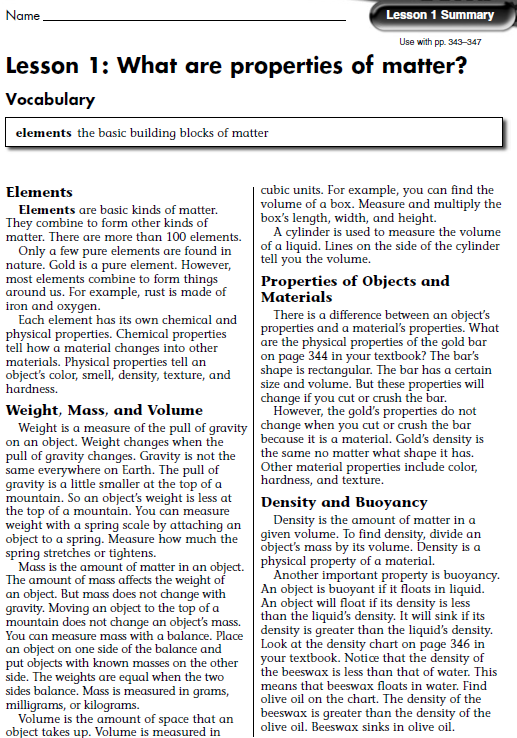 Name
Lesson 1 Summary
Use with pp. 343–347
Lesson 1: What are properties of matter?
Vocabulary
elements the basic building blocks of matter
Elements
Elements are basic kinds of matter.
They combine to form other kinds of
matter. There are more than 100 elements.
Only a few pure elements are found in
nature. Gold is a pure element. However,
most elements combine to form things
around us. For example, rust is made of
iron and oxygen.
Each element has its own chemical and
physical properties. Chemical properties
tell how a material changes into other
materials. Physical properties tell an
object's color, smell, density, texture, and
hardness.
Weight, Mass, and Volume
Weight is a measure of the pull of gravity
on an object. Weight changes when the
pull of gravity changes. Gravity is not the
same everywhere on Earth. The pull of
gravity is a little smaller at the top of a
mountain. So an object's weight is less at
the top of a mountain. You can measure
weight with a spring scale by attaching an
object to a spring. Measure how much the
spring stretches or tightens.
Mass is the amount of matter in an object.
The amount of mass affects the weight of
an object. But mass does not change with
gravity. Moving an object to the top of a
mountain does not change an object's mass.
You can measure mass with a balance. Place
an object on one side of the balance and
put objects with known masses on the other
side. The weights are equal when the two
sides balance. Mass is measured in grams,
milligrams, or kilograms.
Volume is the amount of space that an
object takes up. Volume is measured in
cubic units. For example, you can find the
volume of a box. Measure and multiply the
box's length, width, and height.
A cylinder is used to measure the volume
of a liquid. Lines on the side of the cylinder
tell you the volume.
Properties of Objects and
Materials
There is a difference between an object's
properties and a material's properties. What
are the physical properties of the gold bar
on page 344 in your textbook? The bar's
shape is rectangular. The bar has a certain
size and volume. But these properties will
change if you cut or crush the bar.
However, the gold's properties do not
change when you cut or crush the bar
because it is a material. Gold's density is
the same no matter what shape it has.
Other material properties include color,
hardness, and texture.
Density and Buoyancy
Density is the amount of matter in a
given volume. To find density, divide an
object's mass by its volume. Density is a
physical property of a material.
Another important property is buoyancy.
An object is buoyant if it floats in liquid.
An object will float if its density is less
than the liquid's density. It will sink if its
density is greater than the liquid's density.
Look at the density chart on page 346 in
your textbook. Notice that the density of
the beeswax is less than that of water. This
means that beeswax floats in water. Find
olive oil on the chart. The density of the
beeswax is greater than the density of the
olive oil. Beeswax sinks in olive oil.